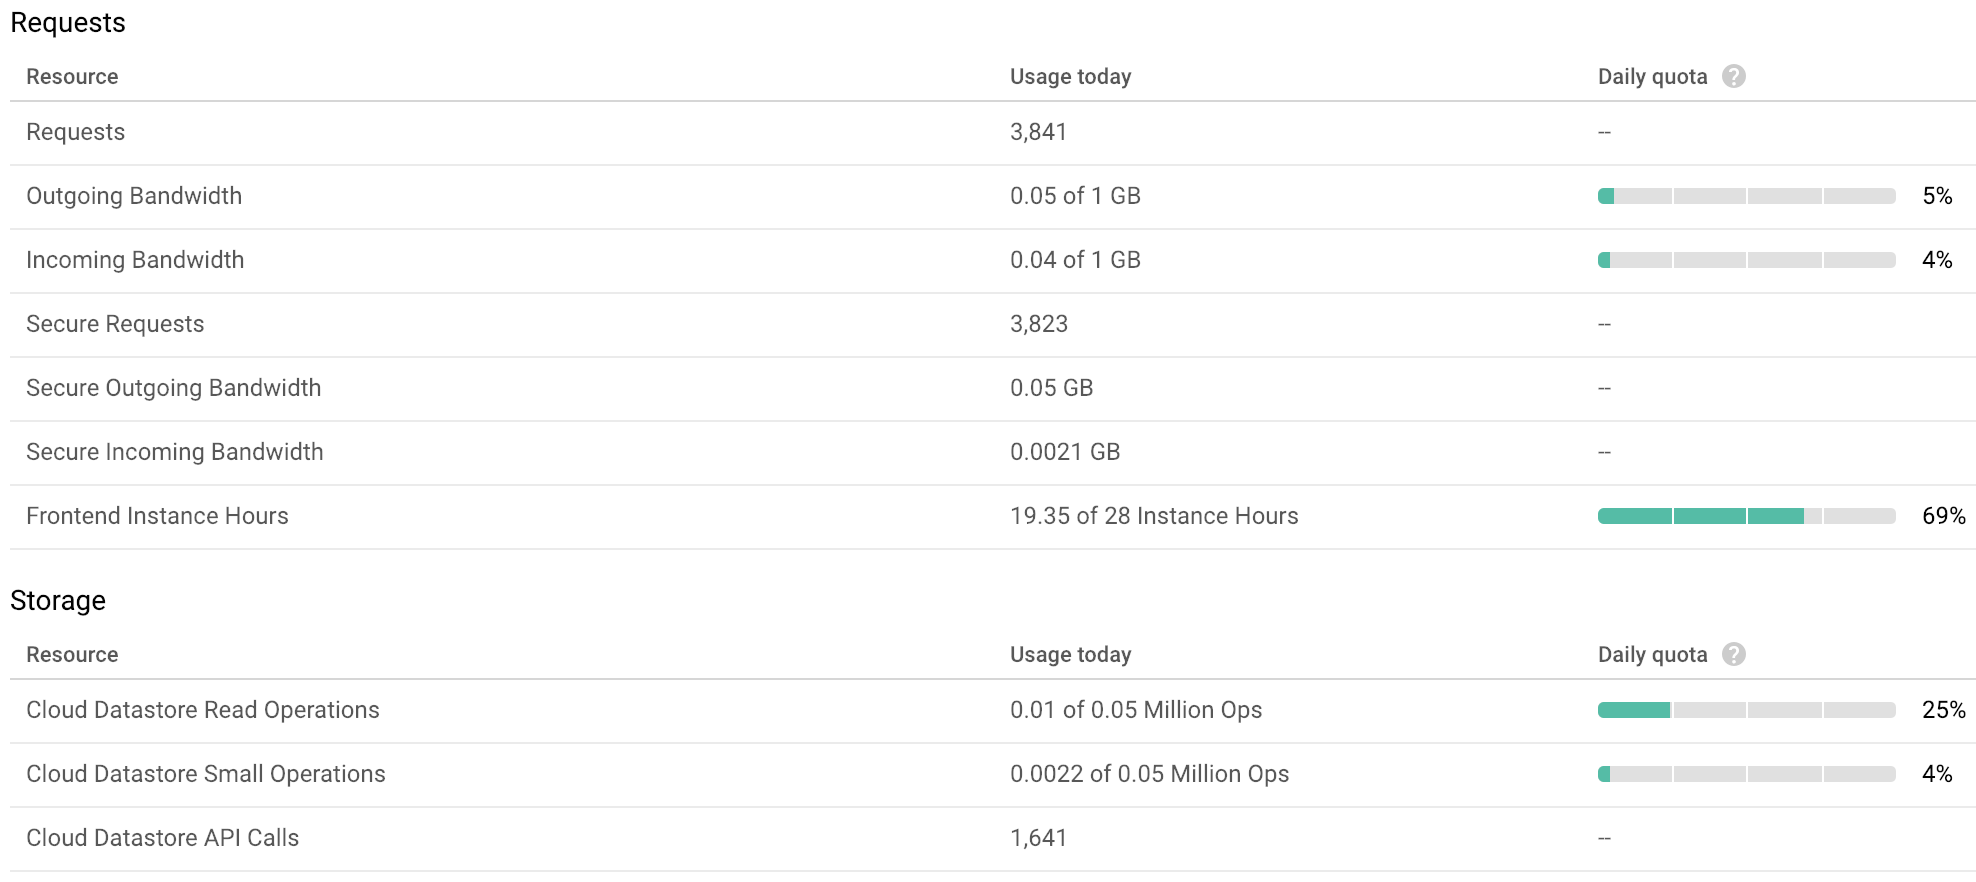 Requests
Resource Usage today Daily quota ?
Requests 3,841 --
Outgoing Bandwidth 0.05 of 1 GB 5%
Incoming Bandwidth 0.04 of 1 GB 4%
Secure Requests 3,823 --
Secure Outgoing Bandwidth 0.05 GB --
Secure Incoming Bandwidth 0.0021 GB --
Frontend Instance Hours 19.35 of 28 Instance Hours 69%
Storage
Resource Usage today Daily quota ?
Cloud Datastore Read Operations 0.01 of 0.05 Million Ops 25%
Cloud Datastore Small Operations 0.0022 of 0.05 Million Ops 4%
Cloud Datastore API Calls 1,641 --